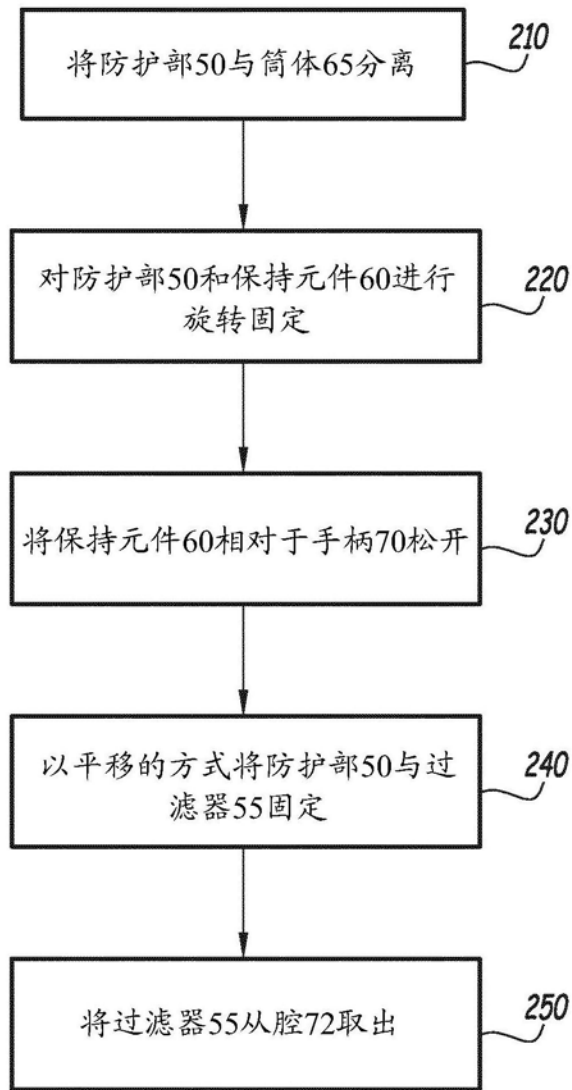 210
将防护部50与筒体65分离
220
对防护部50和保持元件60进行
旋转固定
230
将保持元件60相对于手柄70松开
240
以平移的方式将防护部50与过
滤器55固定
250
将过滤器55从腔72取出